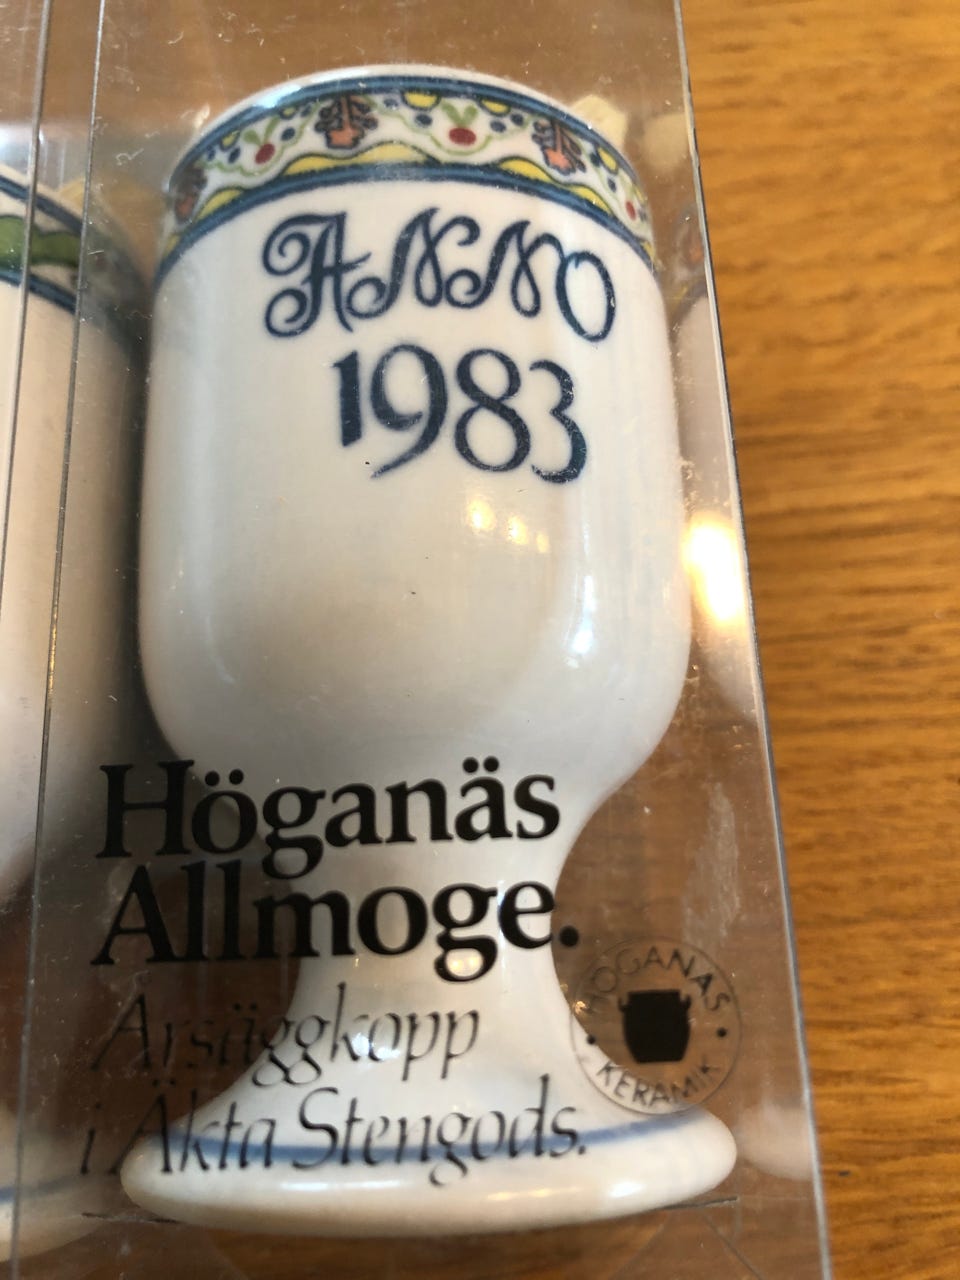 ANNO
1983
Höganäs
Allmoge.
Årsäggkopp
i Äkta Stengods.
HÖGANÄS
KERAMIK